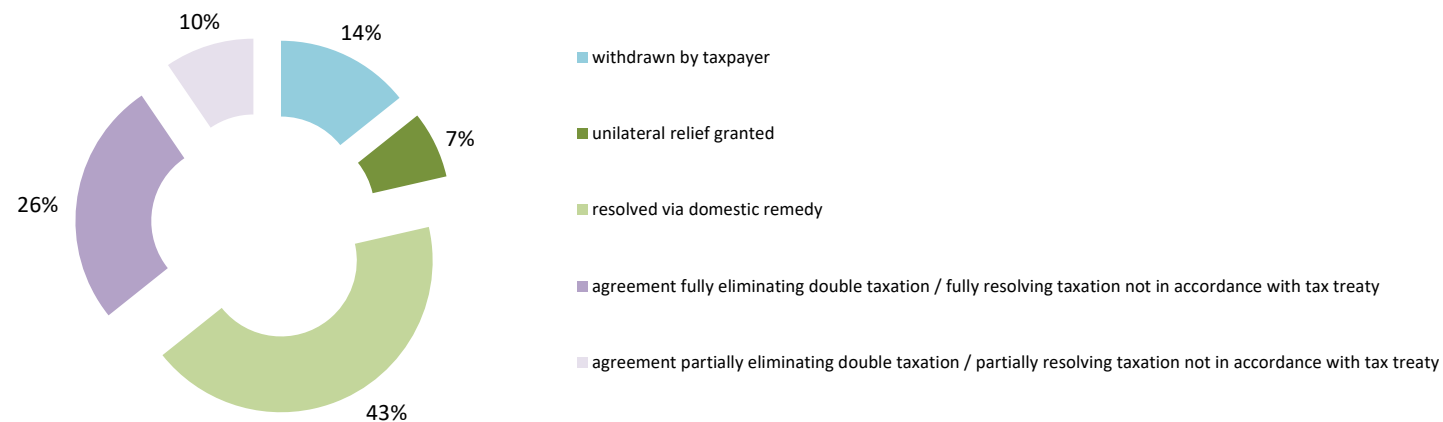 10%
14%
7%
26%
43%
withdrawn by taxpayer
unilateral relief granted
resolved via domestic remedy
agreement fully eliminating double taxation / fully resolving taxation not in accordance with tax treaty
agreement partially eliminating double taxation / partially resolving taxation not in accordance with tax treaty